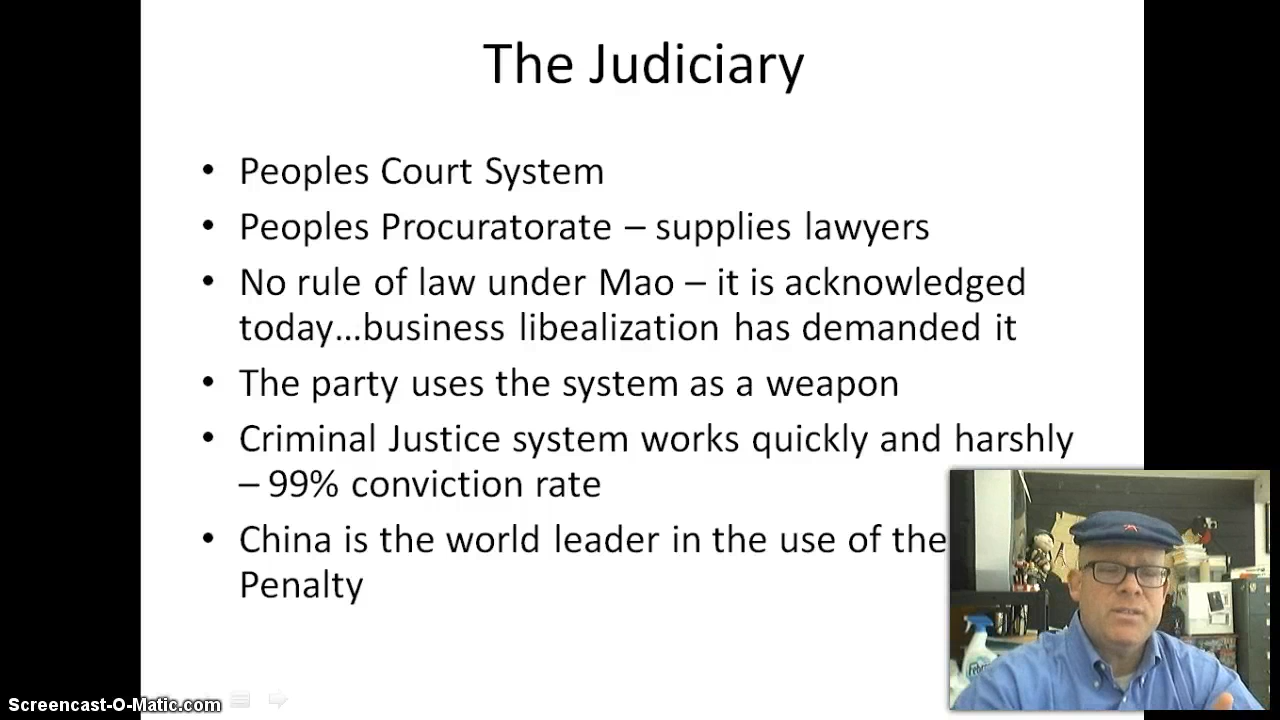 The Judiciary
• Peoples Court System
• Peoples Procuratorate – supplies lawyers
• No rule of law under Mao – it is acknowledged
today…business libealization has demanded it
• The party uses the system as a weapon
• Criminal Justice system works quickly and harshly
– 99% conviction rate
• China is the world leader in the use of the
Penalty
Screencast-O-Matic.com